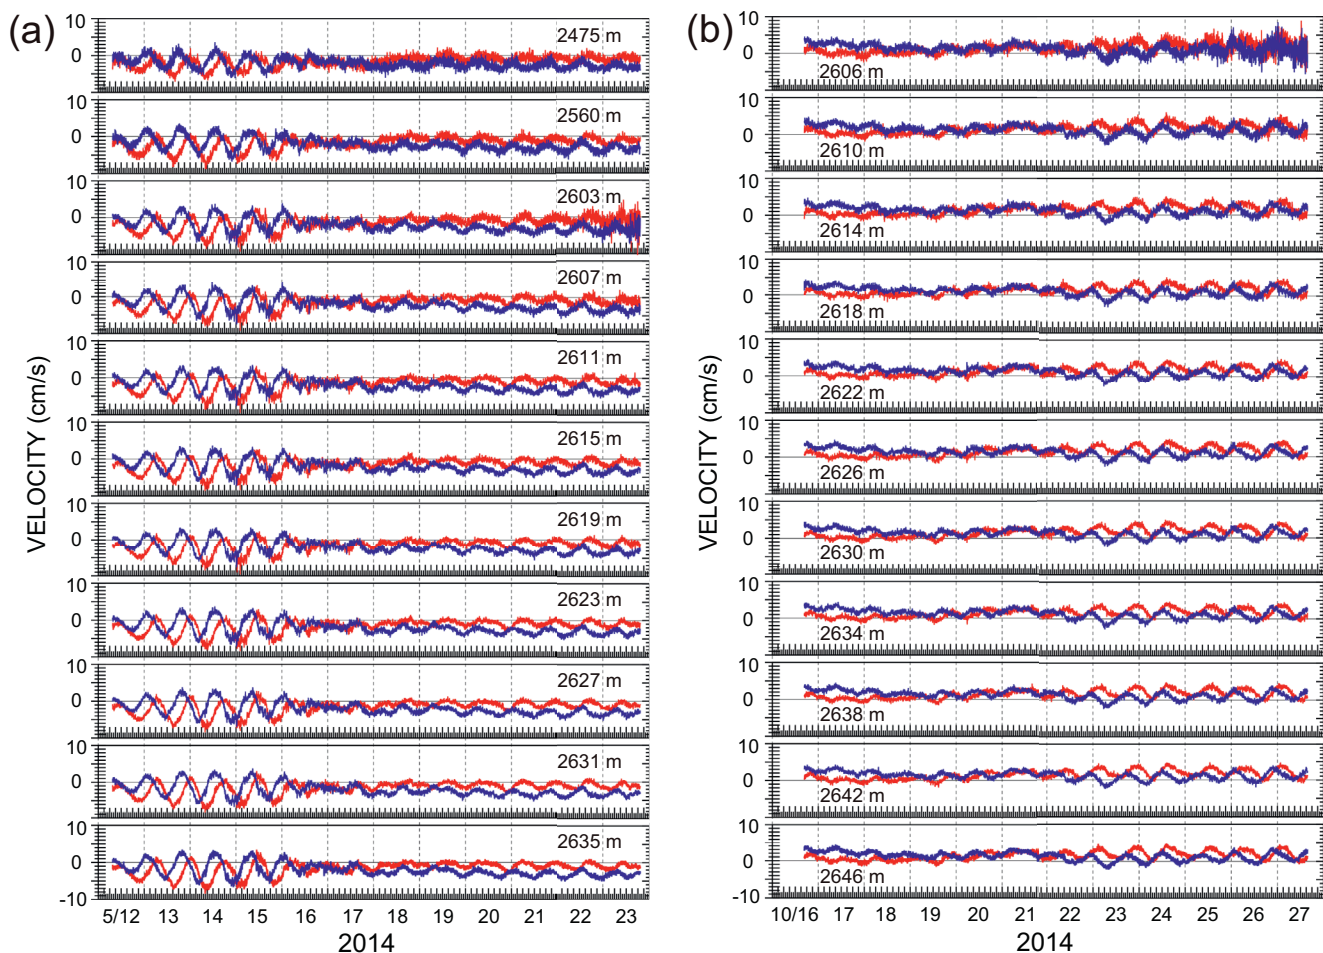 (a)
10
0
2475 m
10
0
2560 m
10
0
2603 m
10
0
2607 m
10
0
2611 m
10
0
2615 m
10
0
2619 m
10
0
2623 m
10
0
2627 m
10
0
2631 m
10
0
-10
2635 m
VELOCITY (cm/s)
5/12 13 14 15 16 17 18 19 20 21 22 23
2014
(b)
10
0
2606 m
10
0
2610 m
10
0
2614 m
10
0
2618 m
10
0
2622 m
10
0
2626 m
10
0
2630 m
10
0
2634 m
10
0
2638 m
10
0
2642 m
10
0
-10
2646 m
VELOCITY (cm/s)
10/16 17 18 19 20 21 22 23 24 25 26 27
2014